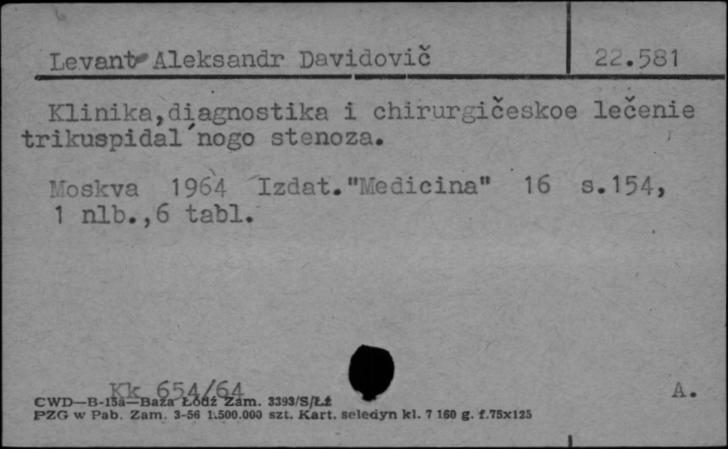 Levant Aleksandr Davidovič 22.581
Klinika,diagnostika i chirurgičeskoe lečenie
trikuspidal'nogo stenoza.
Moskva 1964 Izdat."Medicina" 16 s.154,
1 nlb.,6 tabl.
Kk 654/64 A.
CWD—B-15a—Baza Łódź Zam. 3393/S/Łż
PZG w Pab. Zam. 3-56 1.500.000 szt. Kart. seledyn kl. 7 160 g. f.75x125